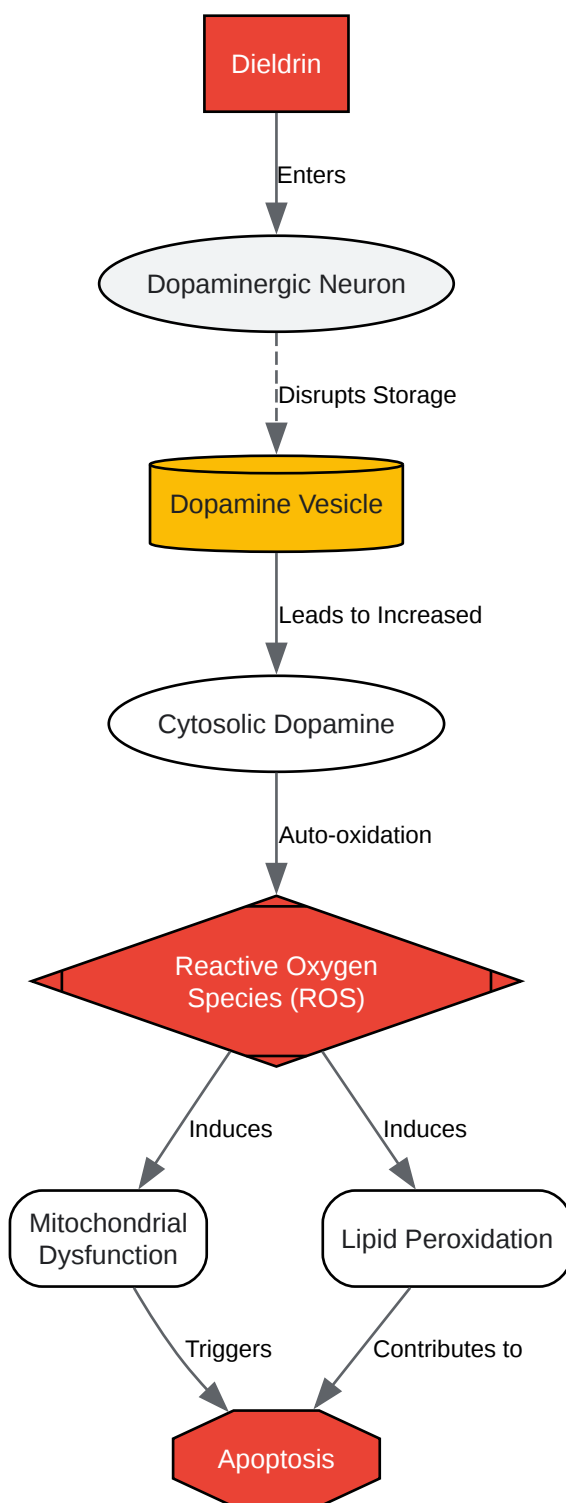 Dieldrin
Enters
Dopaminergic Neuron
Disrupts Storage
Dopamine Vesicle
Leads to Increased
Cytosolic Dopamine
Auto-oxidation
Reactive Oxygen
Species (ROS)
Induces
Induces
Mitochondrial
Dysfunction
Lipid Peroxidation
Triggers
Contributes to
Apoptosis